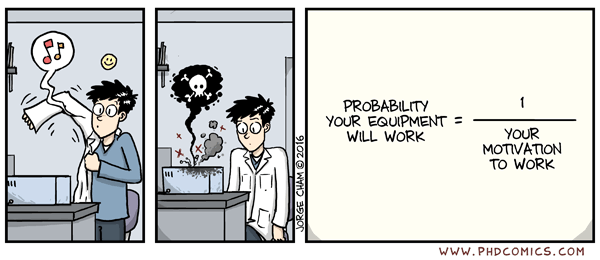 PROBABILITY
YOUR EQUIPMENT =
WILL WORK
1
YOUR
MOTIVATION
TO WORK
JORGE CHAM © 2016
WWW.PHDCOMICS.COM